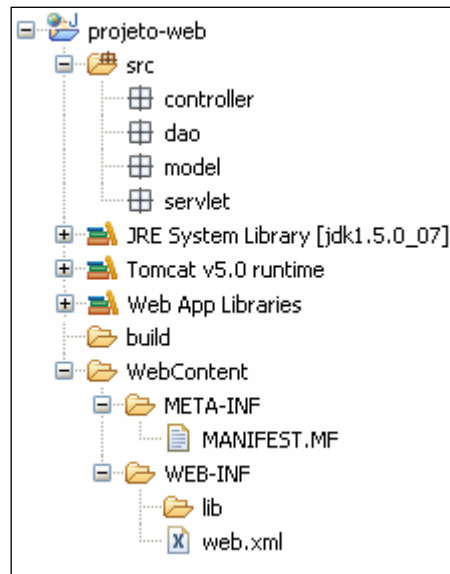 projeto-web
src
controller
dao
model
servlet
JRE System Library [jdk1.5.0_07]
Tomcat v5.0 runtime
Web App Libraries
build
WebContent
META-INF
MANIFEST.MF
WEB-INF
lib
web.xml